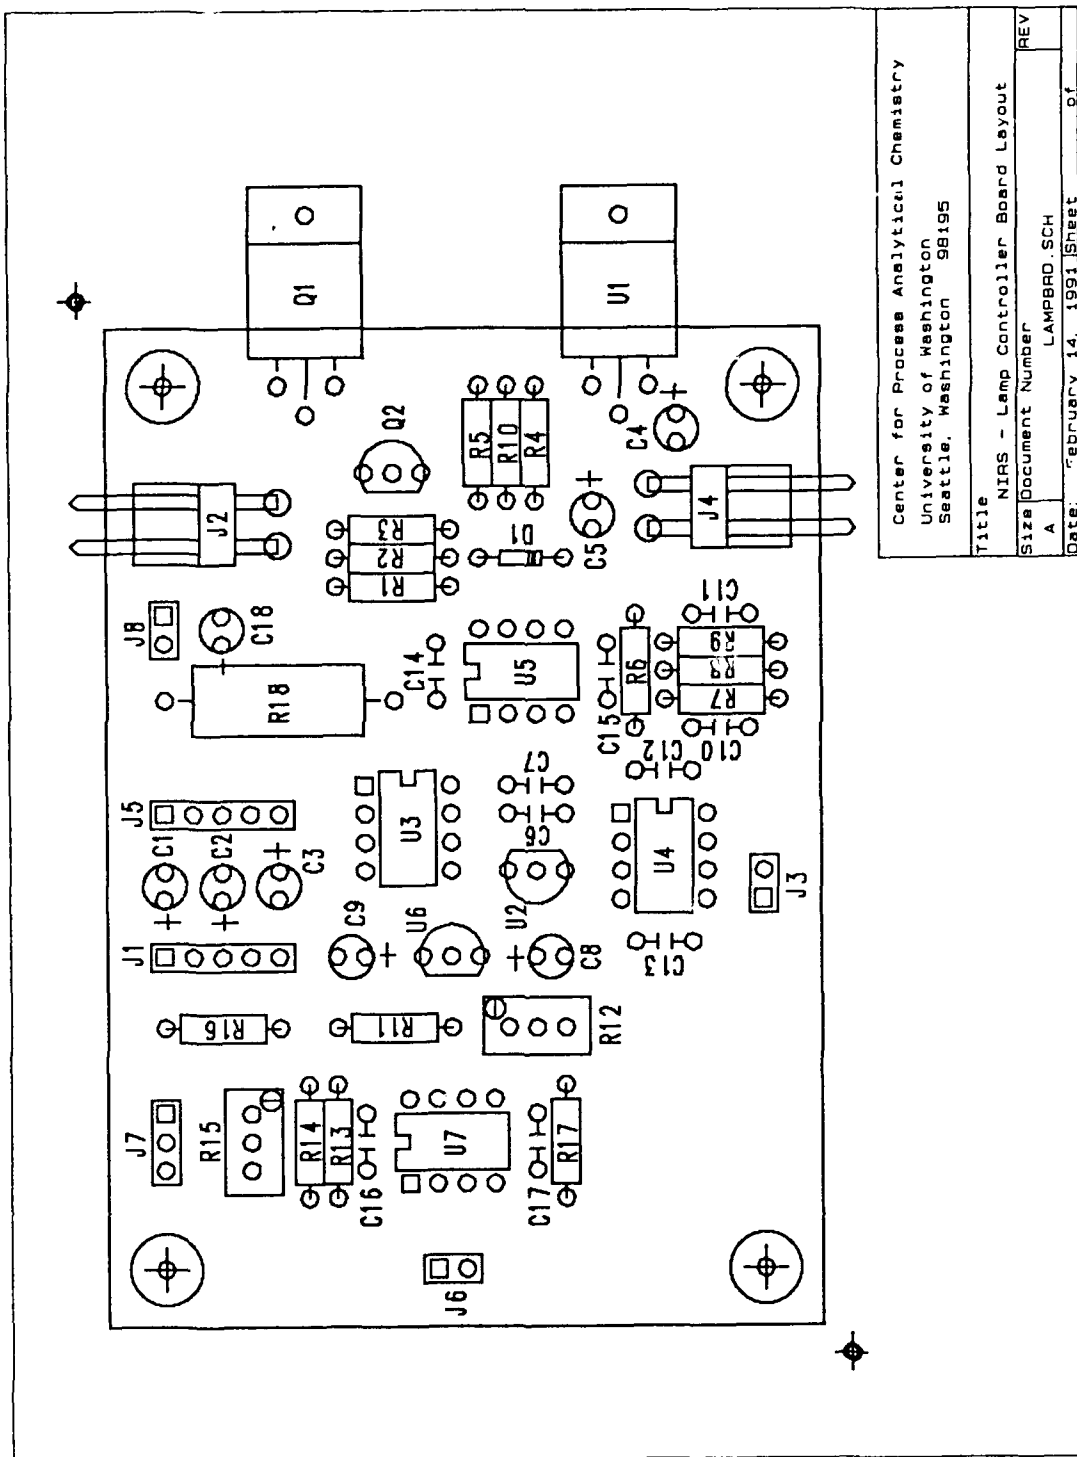 J7
J1
J5
J8
C1
R15
C2
J2
R16
C18
R18
Q1
R14
C3
R13
C9
C16
R1
R2
R3
Q2
R11
U3
C14
U6
J6
U7
R5
R10
U2
D1
U5
C6
C7
R4
C17
R17
C8
C5
R12
C15
U1
R6
C4
C13
U4
C12
C10
R7
R8
R9
C11
J4
J3
Center for Process Analytical Chemistry
University of Washington
Seattle, Washington 98195
Title
NIRS - Lamp Controller Board Layout
Size Document Number REV
A LAMPBRD.SCH
Date: February 14, 1991 Sheet of